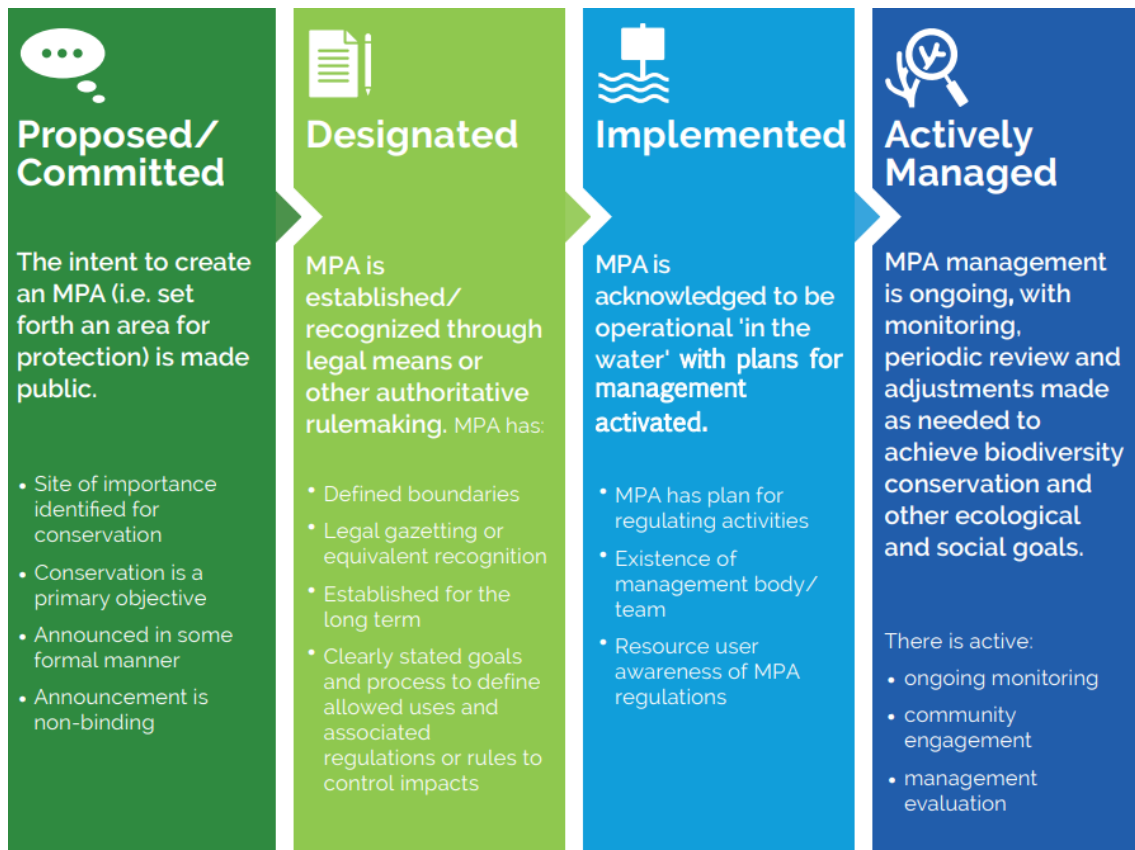 Proposed/
Committed
The intent to create
an MPA (i.e. set
forth an area for
protection) is made
public.
• Site of importance
identified for
conservation
• Conservation is a
primary objective
• Announced in some
formal manner
• Announcement is
non-binding
Designated
MPA is
established/
recognized through
legal means or
other authoritative
rulemaking. MPA has:
• Defined boundaries
• Legal gazetting or
equivalent recognition
• Established for the
long term
• Clearly stated goals
and process to define
allowed uses and
associated
regulations or rules to
control impacts
Implemented
MPA is
acknowledged to be
operational 'in the
water' with plans for
management
activated.
• MPA has plan for
regulating activities
• Existence of
management body/
team
• Resource user
awareness of MPA
regulations
Actively
Managed
MPA management
is ongoing, with
monitoring,
periodic review and
adjustments made
as needed to
achieve biodiversity
conservation and
other ecological
and social goals.
There is active:
• ongoing monitoring
• community
engagement
• management
evaluation